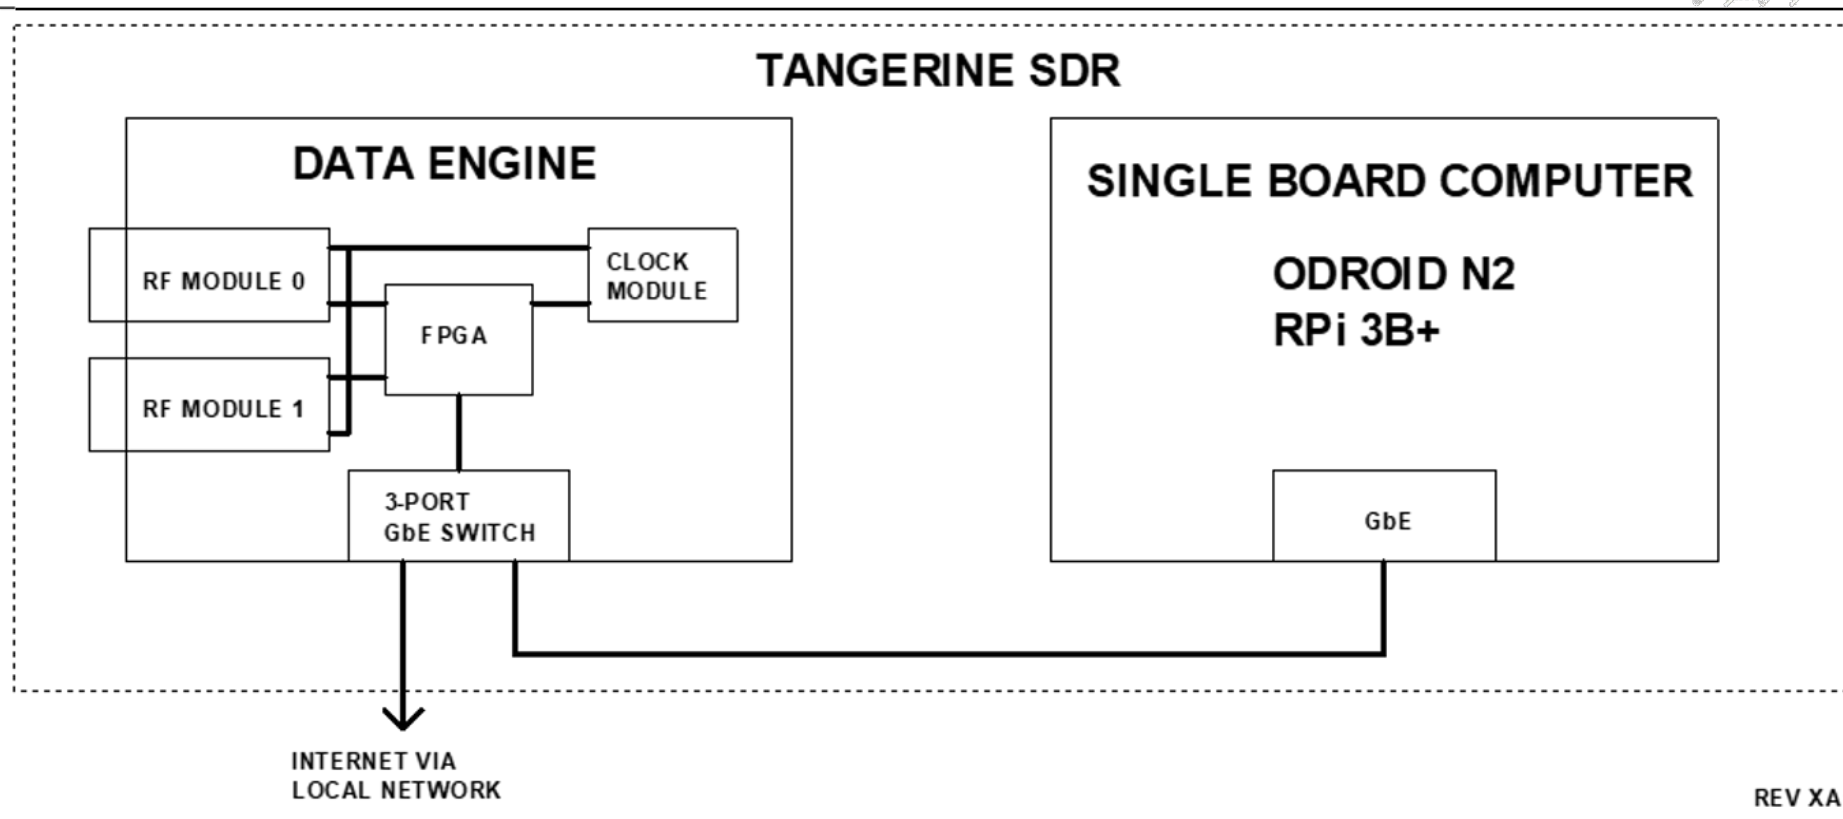 TANGERINE SDR
DATA ENGINE
RF MODULE 0
CLOCK
MODULE
FPGA
RF MODULE 1
3-PORT
GbE SWITCH
SINGLE BOARD COMPUTER
ODROID N2
RPi 3B+
GbE
INTERNET VIA
LOCAL NETWORK
REV XA